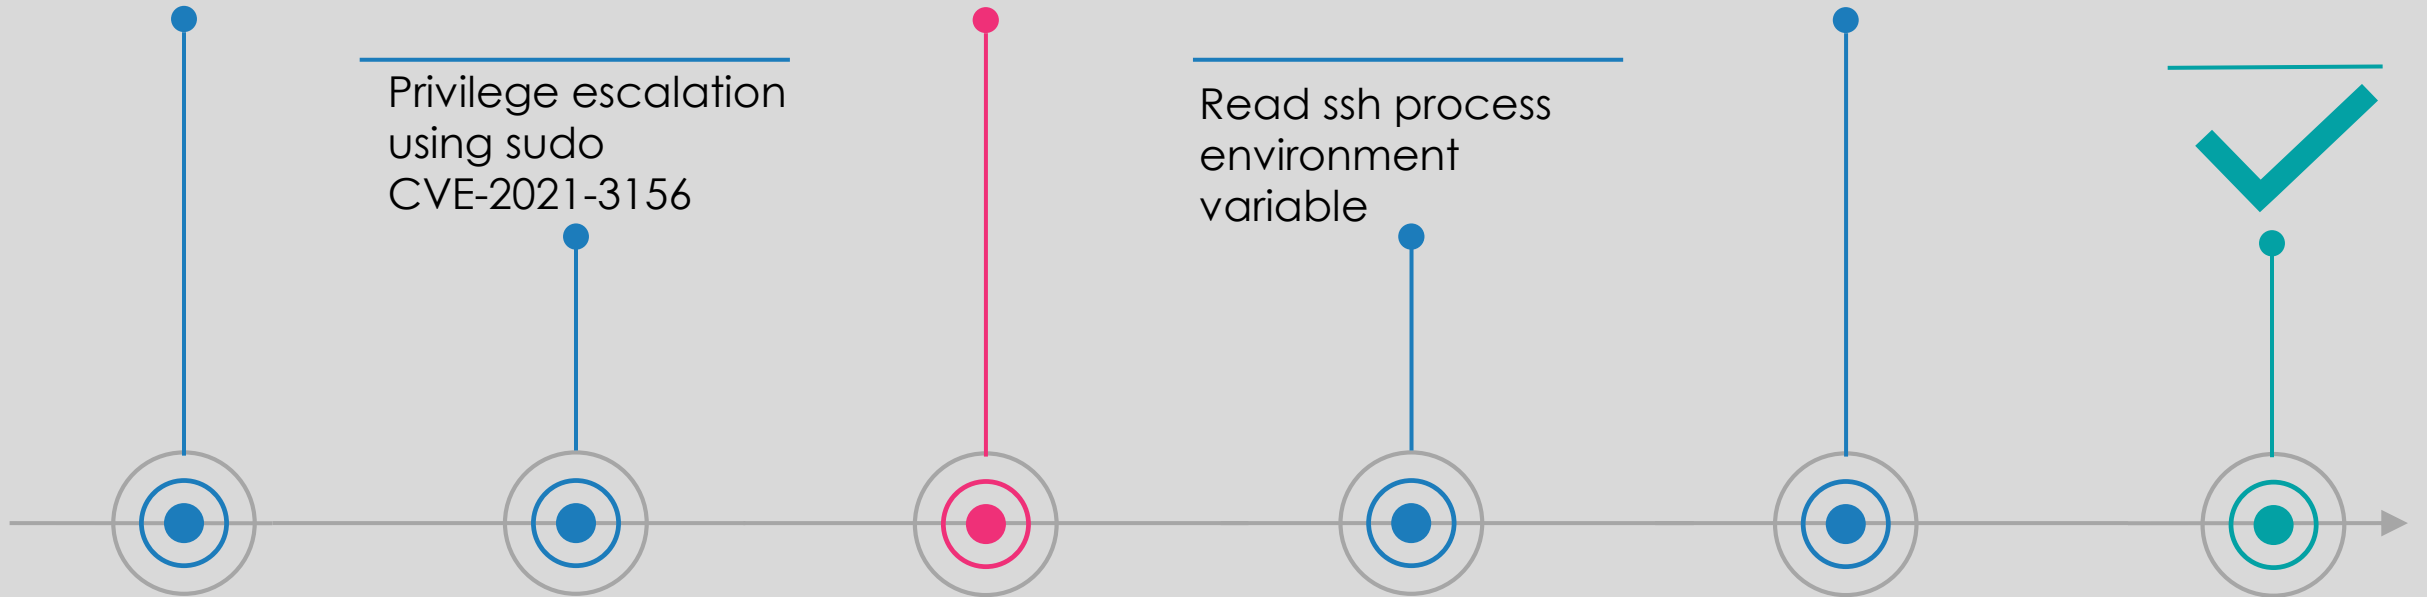 Privilege escalation
using sudo
CVE-2021-3156
Read ssh process
environment
variable